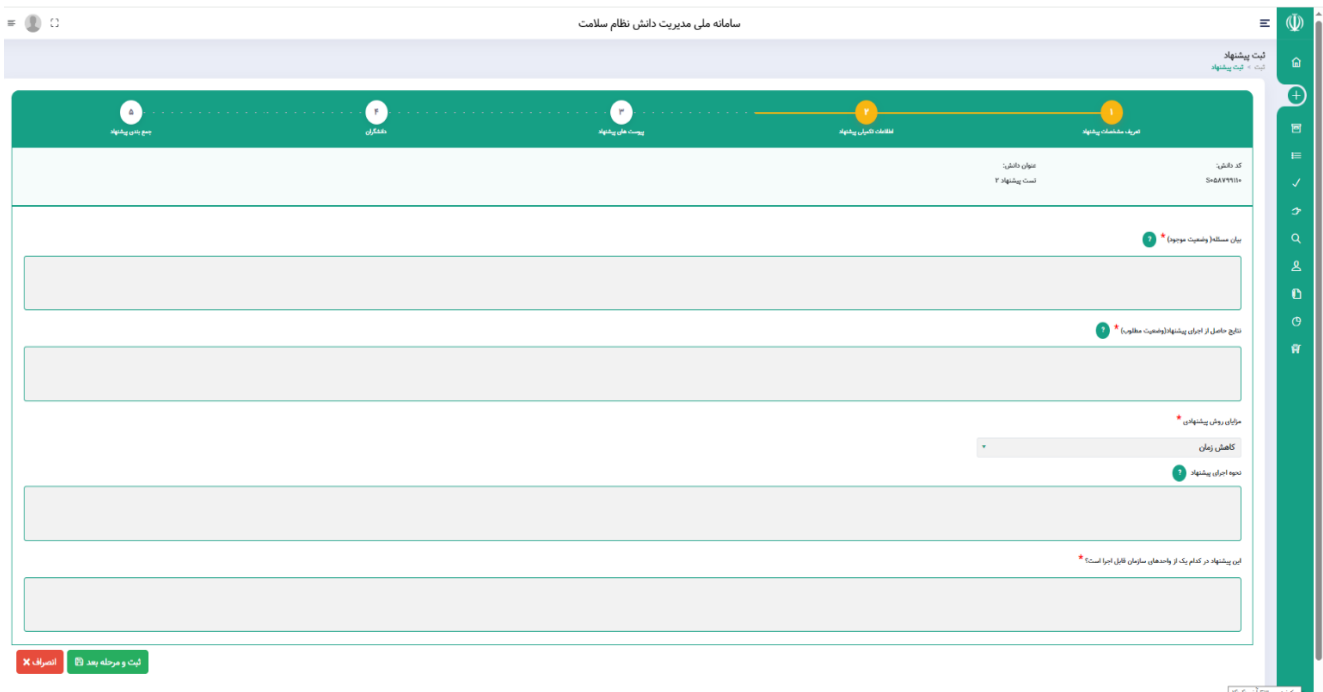 سامانه ملی مدیریت دانش نظام سلامت
ثبت پیشنهاد
ثبت > ثبت پیشنهاد
۱ ۲ ۳ ۴ ۵
تعریف مشخصات پیشنهاد
اطلاعات تکمیلی پیشنهاد
پیوست های پیشنهاد
دانشگران
جمع بندی پیشنهاد
کد دانش: عنوان دانش:
S۰۵۸۷۹۹۱۱۰ تست پیشنهاد ۲
بیان مسئله( وضعیت موجود) * ?
نتایج حاصل از اجرای پیشنهاد(وضعیت مطلوب) * ?
مزایای روش پیشنهادی *
کاهش زمان
نحوه اجرای پیشنهاد ?
این پیشنهاد در کدام یک از واحدهای سازمان قابل اجرا است؟ *
ثبت و مرحله بعد انصراف